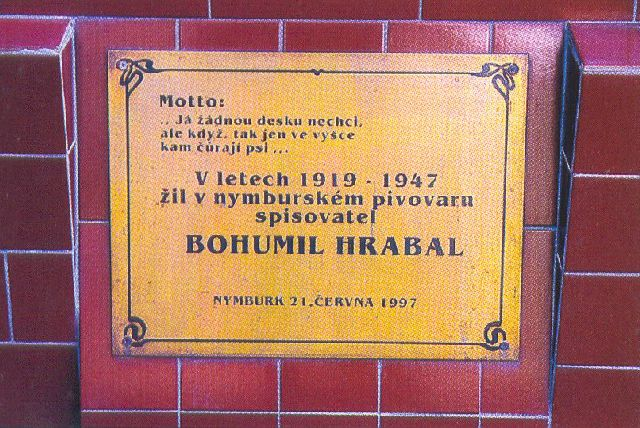 Motto:
.. Já žádnou desku nechci,
ale když, tak jen ve výšce
kam čůrají psi ...
V letech 1919 - 1947
žil v nymburském pivovaru
spisovatel
BOHUMIL HRABAL
NYMBURK 21. ČERVNA 1997